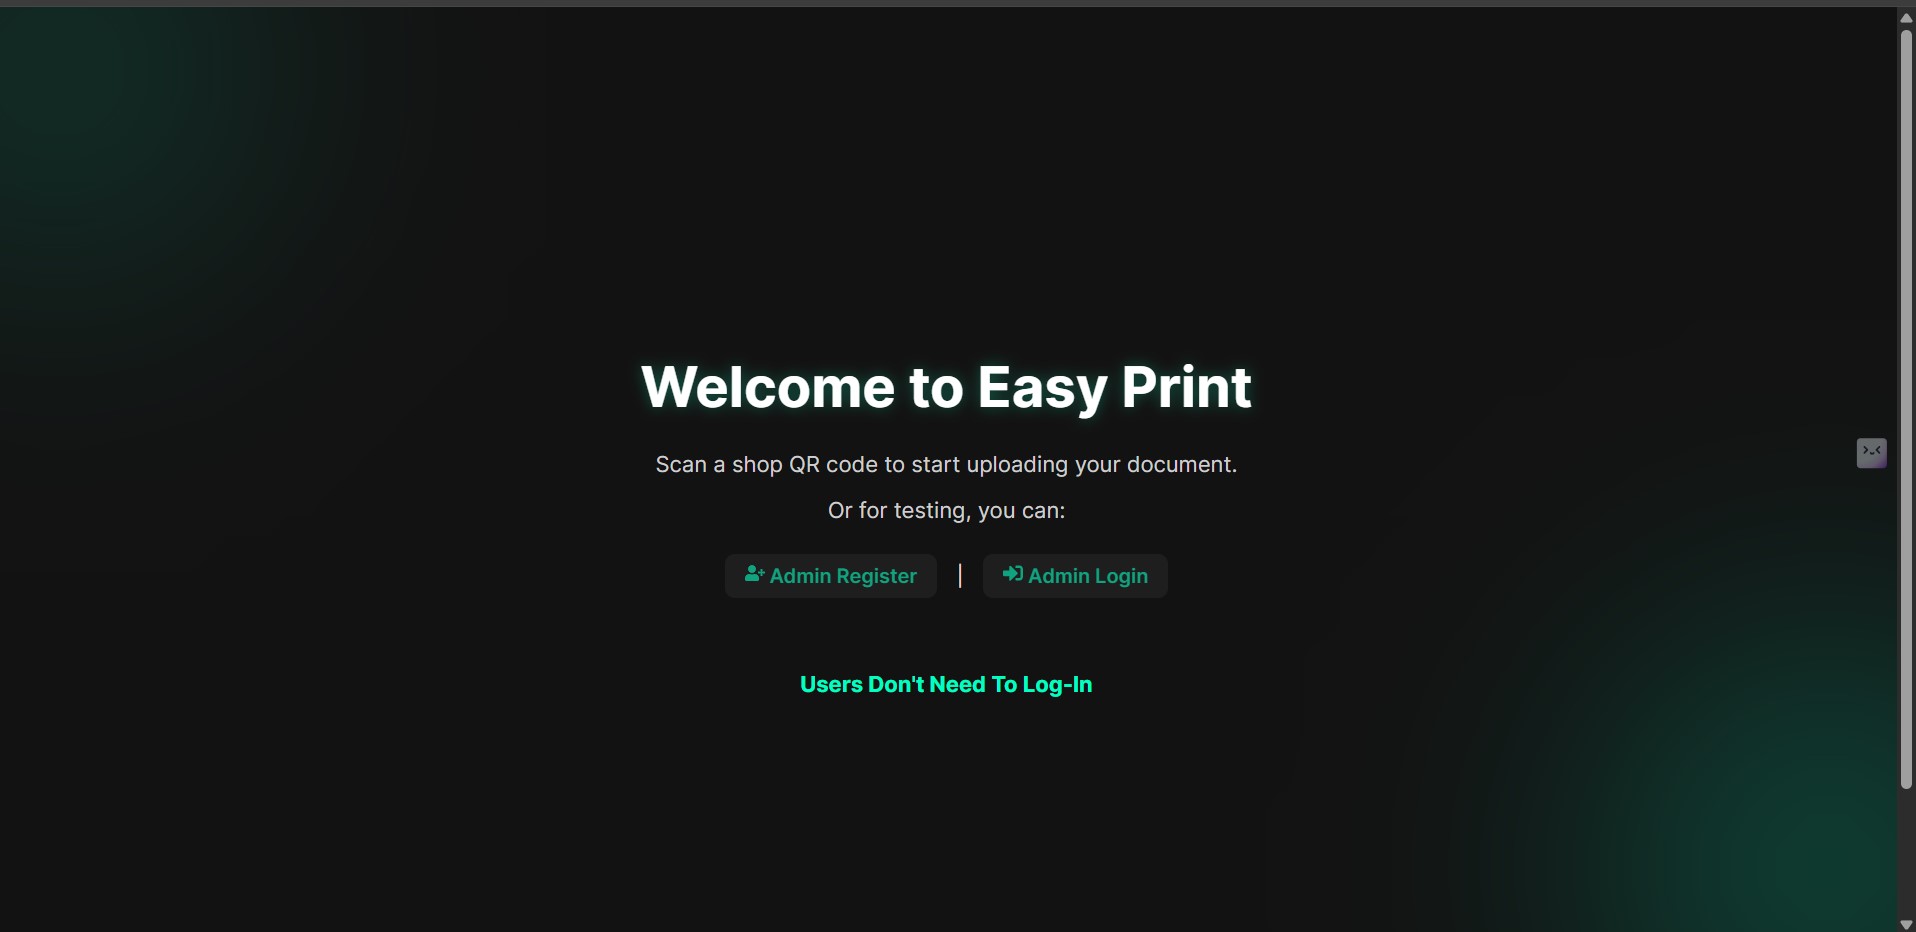 Welcome to Easy Print
Scan a shop QR code to start uploading your document.
Or for testing, you can:
Admin Register | Admin Login
Users Don't Need To Log-In